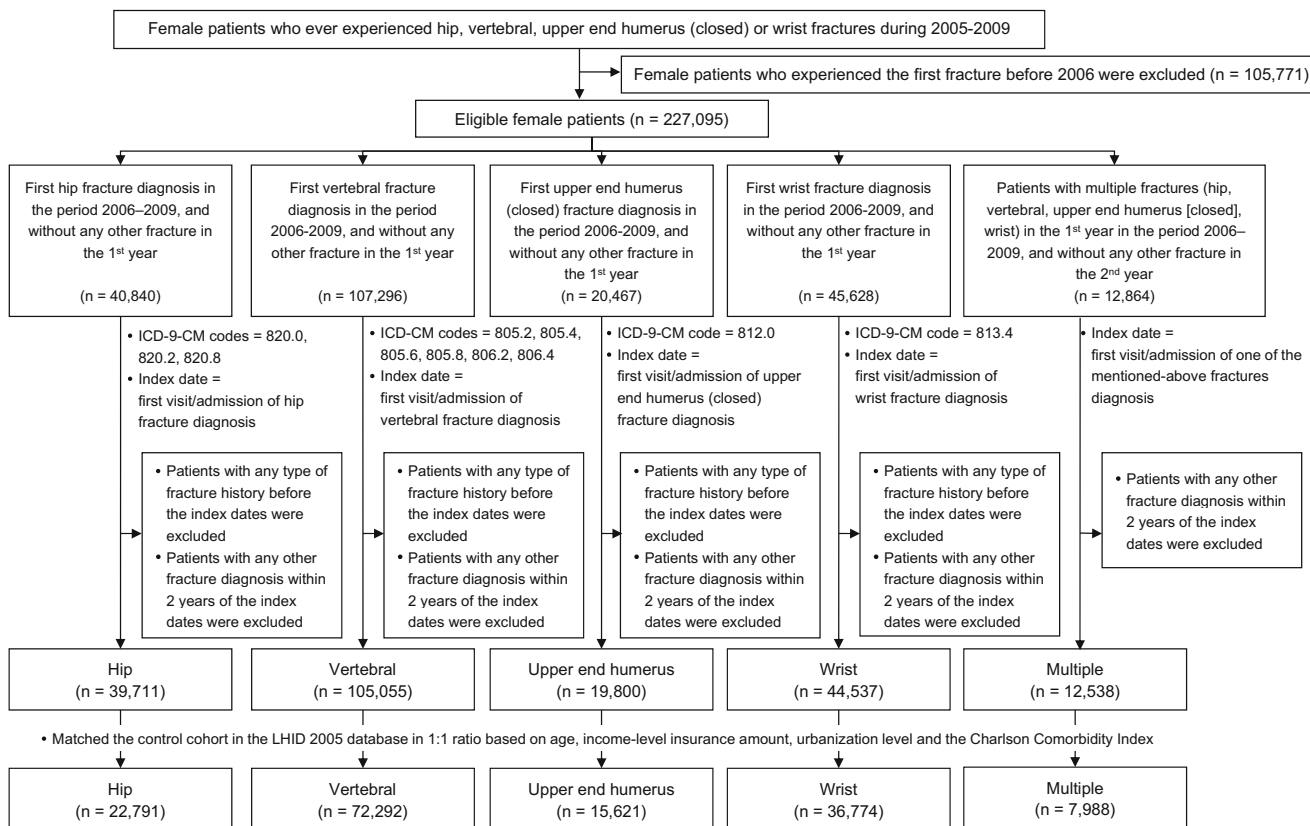 Female patients who ever experienced hip, vertebral, upper end humerus (closed) or wrist fractures during 2005-2009
Female patients who experienced the first fracture before 2006 were excluded (n = 105,771)
Eligible female patients (n = 227,095)
First hip fracture diagnosis in
the period 2006–2009, and
without any other fracture in
the 1st year
(n = 40,840)
First vertebral fracture
diagnosis in the period
2006-2009, and without any
other fracture in the 1st year
(n = 107,296)
First upper end humerus
(closed) fracture diagnosis in
the period 2006-2009, and
without any other fracture in
the 1st year
(n = 20,467)
First wrist fracture diagnosis
in the period 2006-2009, and
without any other fracture in
the 1st year
(n = 45,628)
Patients with multiple fractures (hip,
vertebral, upper end humerus [closed],
wrist) in the 1st year in the period 2006–
2009, and without any other fracture in
the 2nd year
(n = 12,864)
• ICD-9-CM codes = 820.0,
820.2, 820.8
• Index date =
first visit/admission of hip
fracture diagnosis
• ICD-CM codes = 805.2, 805.4,
805.6, 805.8, 806.2, 806.4
• Index date =
first visit/admission of
vertebral fracture diagnosis
• ICD-9-CM code = 812.0
• Index date =
first visit/admission of upper
end humerus (closed)
fracture diagnosis
• ICD-9-CM code = 813.4
• Index date =
first visit/admission of
wrist fracture diagnosis
• Index date =
first visit/admission of one of the
mentioned-above fractures
diagnosis
• Patients with any type of
fracture history before
the index dates were
excluded
• Patients with any other
fracture diagnosis within
2 years of the index
dates were excluded
• Patients with any type of
fracture history before
the index dates were
excluded
• Patients with any other
fracture diagnosis within
2 years of the index
dates were excluded
• Patients with any type of
fracture history before
the index dates were
excluded
• Patients with any other
fracture diagnosis within
2 years of the index
dates were excluded
• Patients with any type of
fracture history before
the index dates were
excluded
• Patients with any other
fracture diagnosis within
2 years of the index
dates were excluded
• Patients with any other
fracture diagnosis within
2 years of the index
dates were excluded
Hip
(n = 39,711)
Vertebral
(n = 105,055)
Upper end humerus
(n = 19,800)
Wrist
(n = 44,537)
Multiple
(n = 12,538)
• Matched the control cohort in the LHID 2005 database in 1:1 ratio based on age, income-level insurance amount, urbanization level and the Charlson Comorbidity Index
Hip
(n = 22,791)
Vertebral
(n = 72,292)
Upper end humerus
(n = 15,621)
Wrist
(n = 36,774)
Multiple
(n = 7,988)